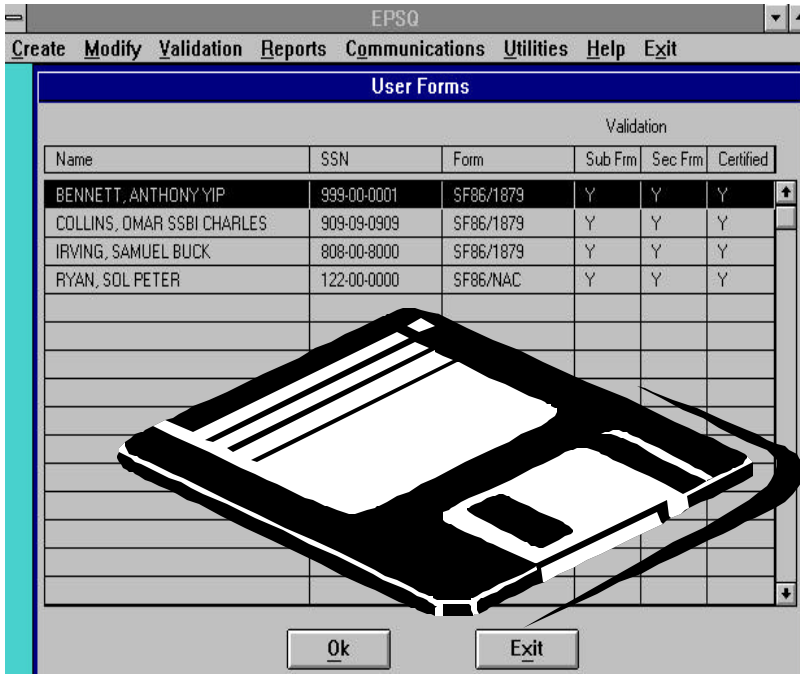 EPSQ
Create Modify Validation Reports Communications Utilities Help Exit
User Forms
Validation
Name SSN Form Sub Frm Sec Frm Certified
BENNETT, ANTHONY YIP 999-00-0001 SF86/1879 Y Y Y
COLLINS, OMAR SSBI CHARLES 909-09-0909 SF86/1879 Y Y Y
IRVING, SAMUEL BUCK 808-00-8000 SF86/1879 Y Y Y
RYAN, SOL PETER 122-00-0000 SF86/NAC Y Y Y
Ok Exit